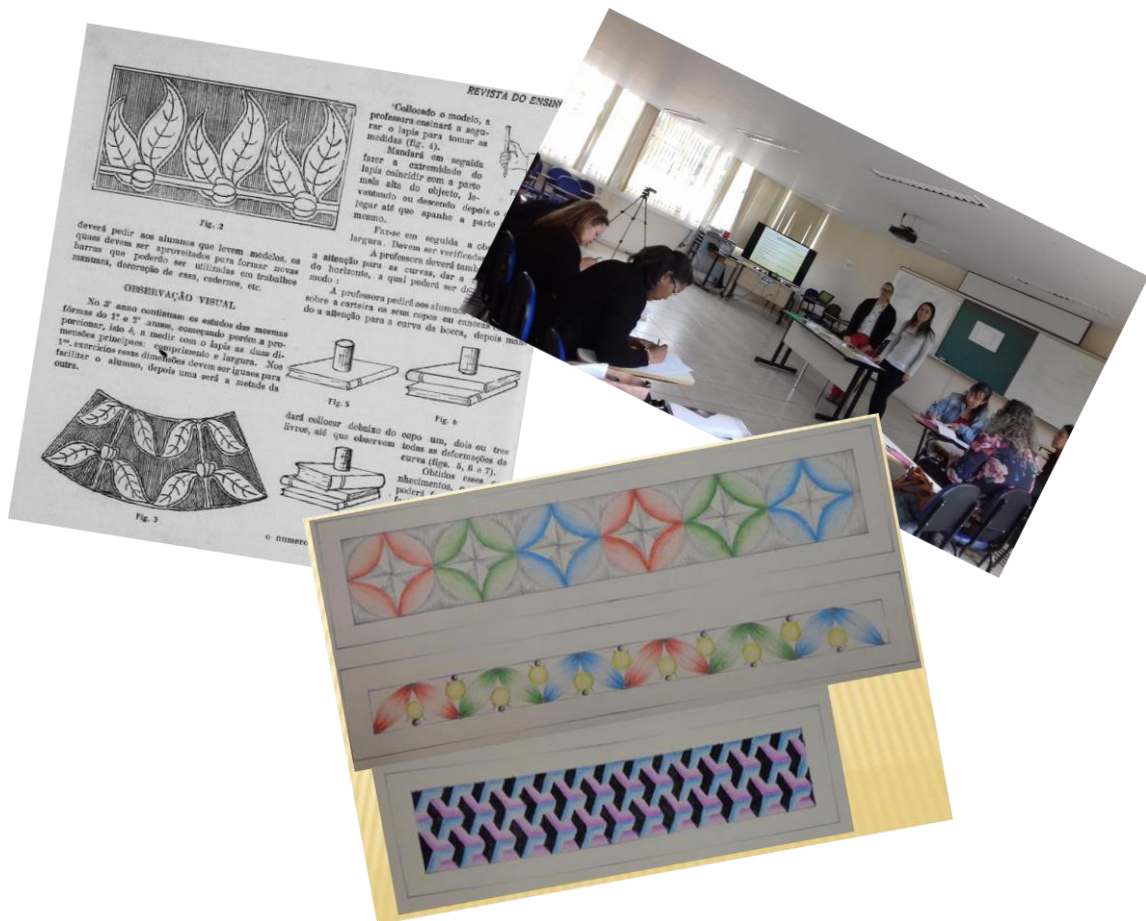 REVISTA DO ENSINO
Fig. 2
deverá pedir aos alumnos que levem modelos, os
quaes devem ser aproveitados para formar novas
barras que poderão ser utilizadas em trabalhos
manuaes, decoração de casa, cadernos, etc.
OBSERVAÇÃO VISUAL
No 3º anno continuam os estudos das mesmas
fórmas do 1º e 2º annos, começando porém a pro-
porcionar, isto é, a medir com o lapis as duas di-
mensões principaes: comprimento e largura. Nos
1ºs. exercicios essas dimensões devem ser iguaes para
facilitar o alumno, depois uma será a metade da
outra.
Fig. 3
Collocado o modelo, a
professora ensinará a segu-
rar o lapis para tomar as
medidas (fig. 4).
Mandará em seguida
fazer a extremidade do
lapis coincidir com a parte
mais alta do objecto, le-
vantando ou descendo depois o
até que apanhe a parte
mesmo.
Faz-se em seguida a
largura. Devem ser verificadas
A professora deverá
a attenção para as curvas, dar a
do horizonte, a qual poderá ser
modo :
A professora pedirá aos alumnos
sobre a carteira os seus copos ou canecas
do a attenção para a curva da bocca, depois
Fig. 5
Fig. 6
dará collocar debaixo do copo um, dois ou tres
livros, até que observem todas as deformações da
curva (figs. 5, 6 e 7).
Obtidos esses
nhecimentos,
poderá
o numero